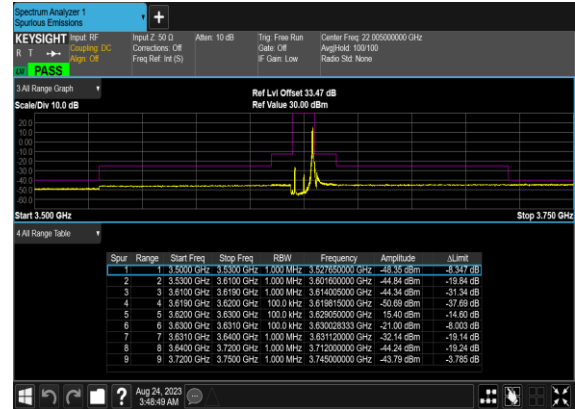 Spectrum Analyzer 1
Spurious Emissions
KEYSIGHT Input: RF Input Z: 50 Ω Atten: 10 dB Trig: Free Run Center Freq: 22.005000000 GHz
R T Coupling: DC Corrections: Off Gate: Off Avg|Hold: 100/100
Align: Off Freq Ref: Int (S) IF Gain: Low Radio Std: None
PASS
3 All Range Graph
Ref Lvl Offset 33.47 dB
Scale/Div 10.0 dB Ref Value 30.00 dBm
20.0
10.0
0.00
-10.0
-20.0
-30.0
-40.0
-50.0
-60.0
Start 3.500 GHz Stop 3.750 GHz
4 All Range Table
Spur Range Start Freq Stop Freq RBW Frequency Amplitude ΔLimit
1 1 3.5000 GHz 3.5300 GHz 1.000 MHz 3.527650000 GHz -48.35 dBm -8.347 dB
2 2 3.5300 GHz 3.6100 GHz 1.000 MHz 3.601600000 GHz -44.84 dBm -19.84 dB
3 3 3.6100 GHz 3.6190 GHz 1.000 MHz 3.614005000 GHz -44.34 dBm -31.34 dB
4 4 3.6190 GHz 3.6200 GHz 100.0 kHz 3.619815000 GHz -50.69 dBm -37.69 dB
5 5 3.6200 GHz 3.6300 GHz 100.0 kHz 3.629050000 GHz 15.40 dBm -14.60 dB
6 6 3.6300 GHz 3.6310 GHz 100.0 kHz 3.630028333 GHz -21.00 dBm -8.003 dB
7 7 3.6310 GHz 3.6400 GHz 1.000 MHz 3.631120000 GHz -32.14 dBm -19.14 dB
8 8 3.6400 GHz 3.7200 GHz 1.000 MHz 3.712000000 GHz -44.24 dBm -19.24 dB
9 9 3.7200 GHz 3.7500 GHz 1.000 MHz 3.745000000 GHz -43.79 dBm -3.785 dB
Aug 24, 2023
3:48:49 AM